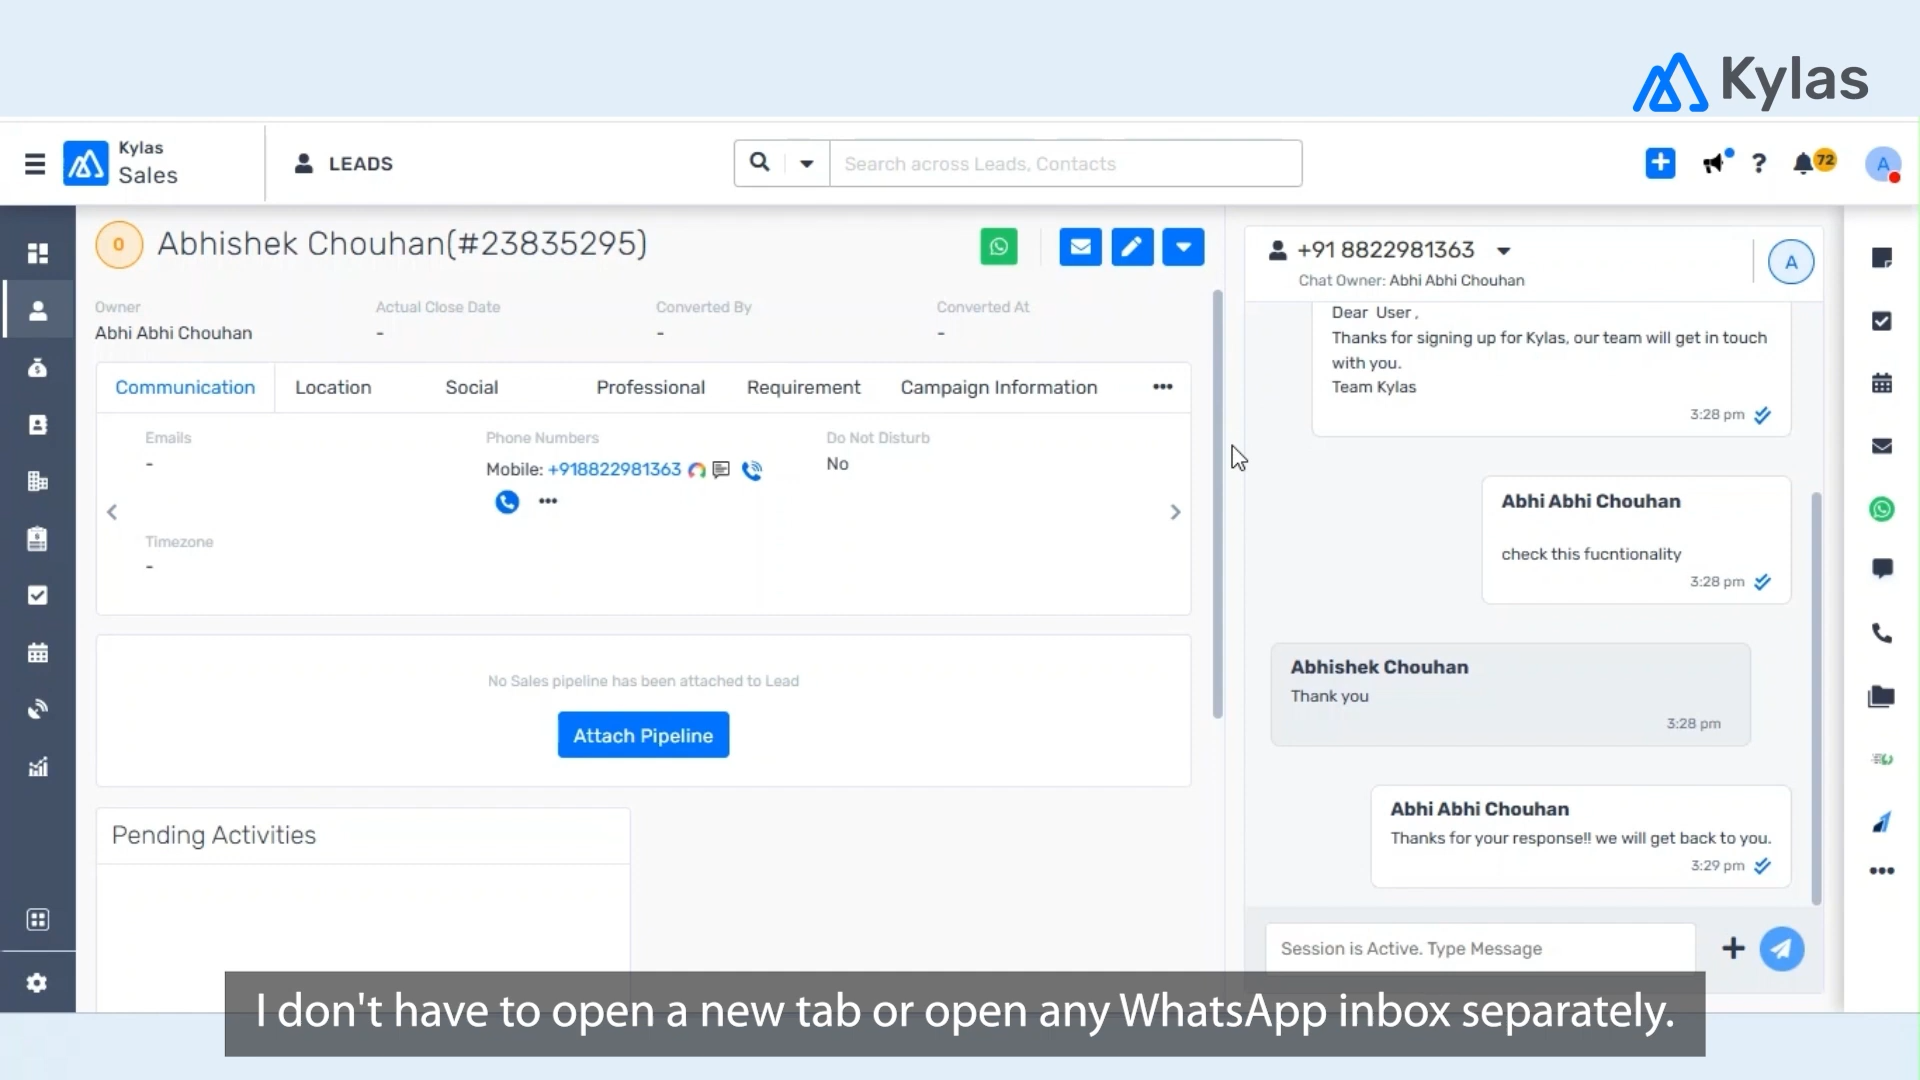 Kylas
Kylas
Sales
LEADS
Search across Leads, Contacts
?
72
A
0
Abhishek Chouhan(#23835295)
Owner
Abhi Abhi Chouhan
Actual Close Date
-
Converted By
-
Converted At
-
Communication
Location
Social
Professional
Requirement
Campaign Information
•••
Emails
-
Phone Numbers
Mobile: +918822981363
•••
Do Not Disturb
No
Timezone
-
No Sales pipeline has been attached to Lead
Attach Pipeline
Pending Activities
+91 8822981363
Chat Owner: Abhi Abhi Chouhan
A
Dear User ,
Thanks for signing up for Kylas, our team will get in touch
with you.
Team Kylas
3:28 pm
Abhi Abhi Chouhan
check this fucntionality
3:28 pm
Abhishek Chouhan
Thank you
3:28 pm
Abhi Abhi Chouhan
Thanks for your response!! we will get back to you.
3:29 pm
Session is Active. Type Message
I don't have to open a new tab or open any WhatsApp inbox separately.